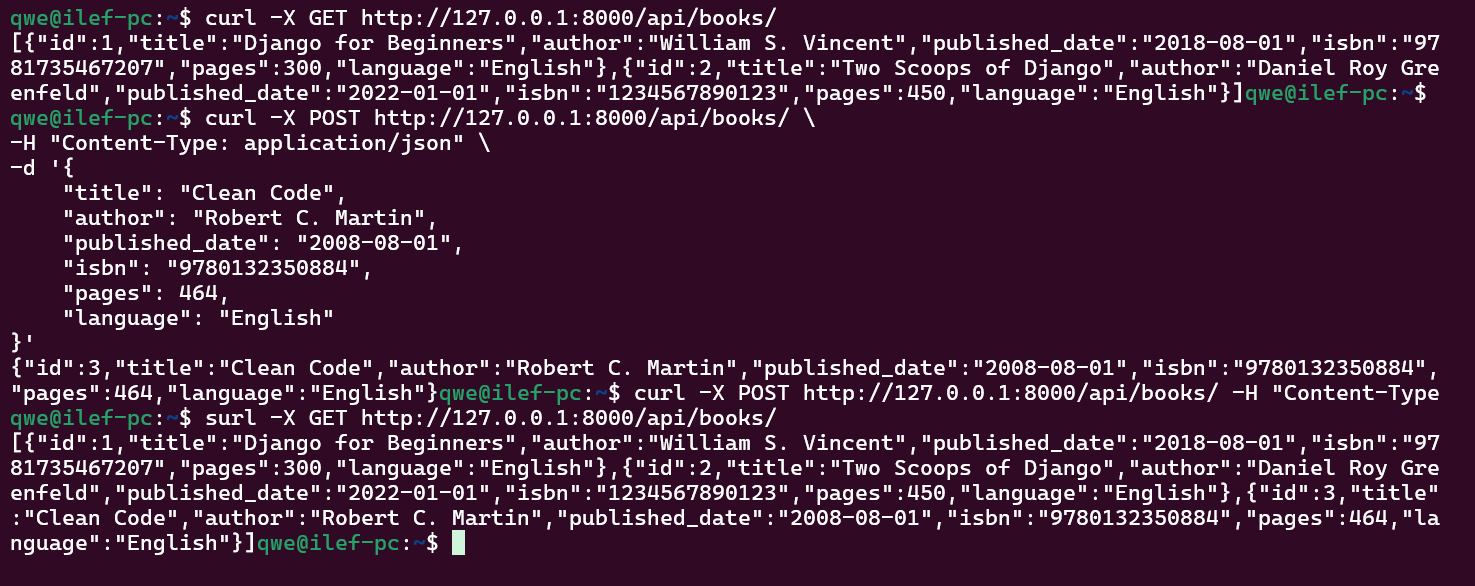 qwe@ilef-pc:~$ curl -X GET http://127.0.0.1:8000/api/books/
[{"id":1,"title":"Django for Beginners","author":"William S. Vincent","published_date":"2018-08-01","isbn":"97
81735467207","pages":300,"language":"English"},{"id":2,"title":"Two Scoops of Django","author":"Daniel Roy Gre
enfeld","published_date":"2022-01-01","isbn":"1234567890123","pages":450,"language":"English"}]qwe@ilef-pc:~$
qwe@ilef-pc:~$ curl -X POST http://127.0.0.1:8000/api/books/ \
-H "Content-Type: application/json" \
-d '{
    "title": "Clean Code",
    "author": "Robert C. Martin",
    "published_date": "2008-08-01",
    "isbn": "9780132350884",
    "pages": 464,
    "language": "English"
}'
{"id":3,"title":"Clean Code","author":"Robert C. Martin","published_date":"2008-08-01","isbn":"9780132350884",
"pages":464,"language":"English"}qwe@ilef-pc:~$ curl -X POST http://127.0.0.1:8000/api/books/ -H "Content-Type
qwe@ilef-pc:~$ surl -X GET http://127.0.0.1:8000/api/books/
[{"id":1,"title":"Django for Beginners","author":"William S. Vincent","published_date":"2018-08-01","isbn":"97
81735467207","pages":300,"language":"English"},{"id":2,"title":"Two Scoops of Django","author":"Daniel Roy Gre
enfeld","published_date":"2022-01-01","isbn":"1234567890123","pages":450,"language":"English"},{"id":3,"title"
:"Clean Code","author":"Robert C. Martin","published_date":"2008-08-01","isbn":"9780132350884","pages":464,"la
nguage":"English"}]qwe@ilef-pc:~$